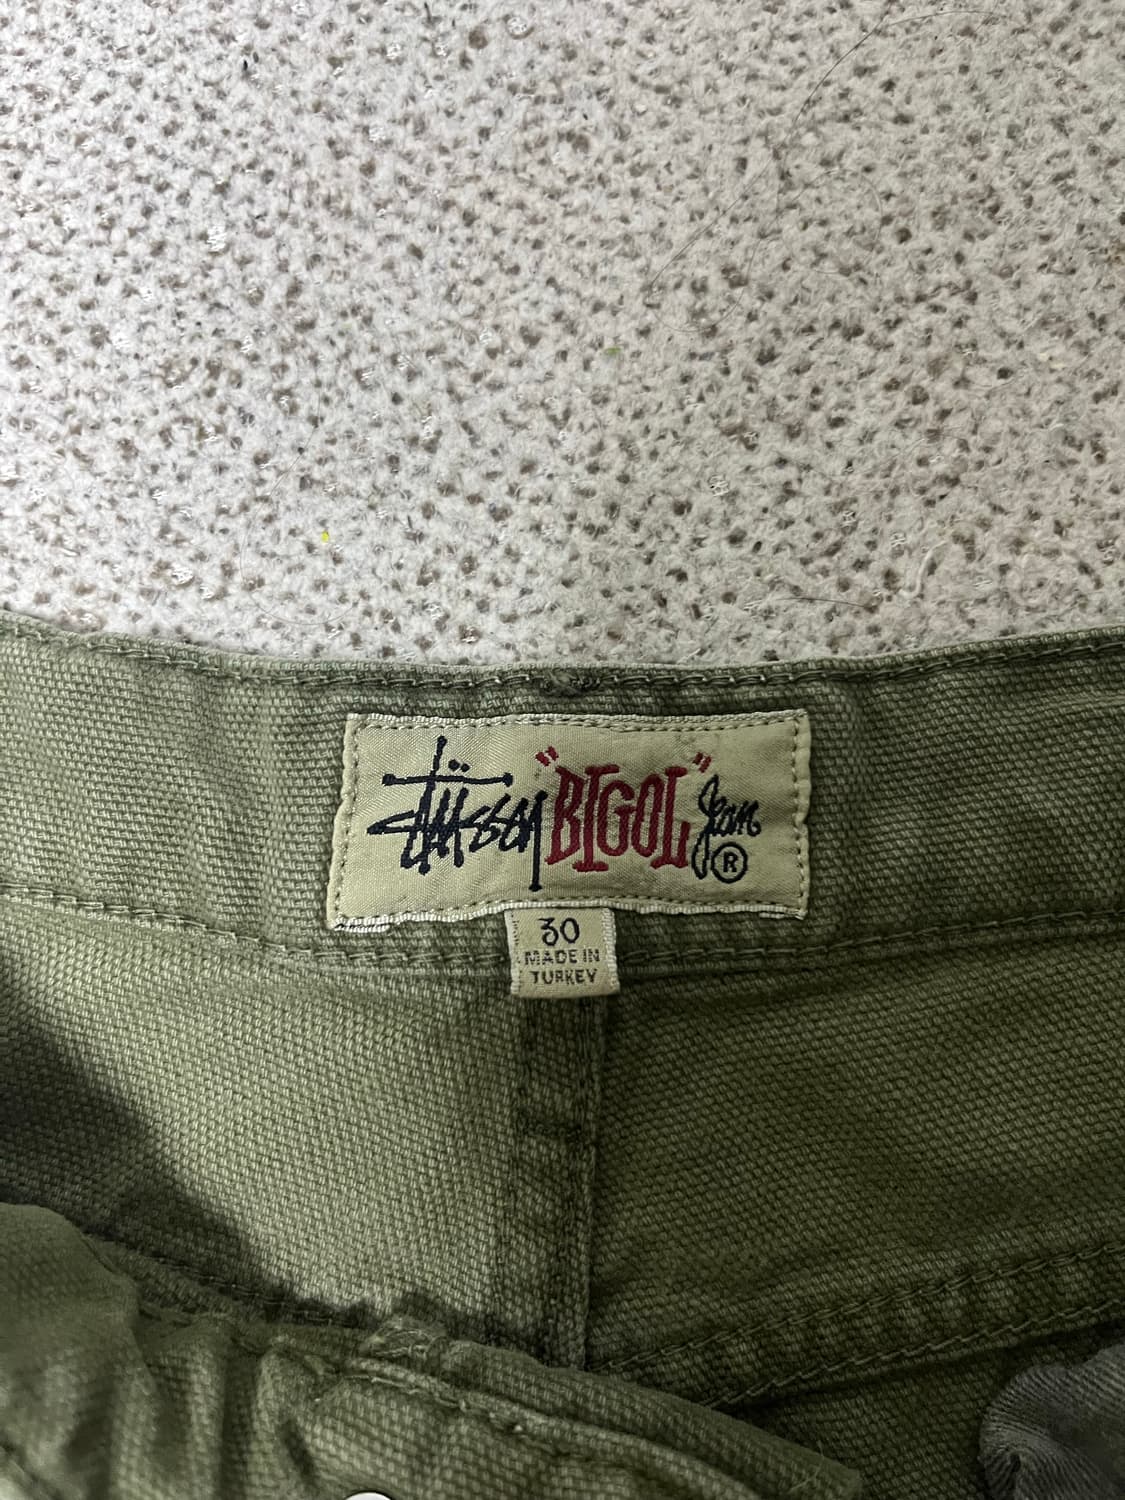 Stüssy "BIGOL" Jean ®
30
MADE IN
TURKEY